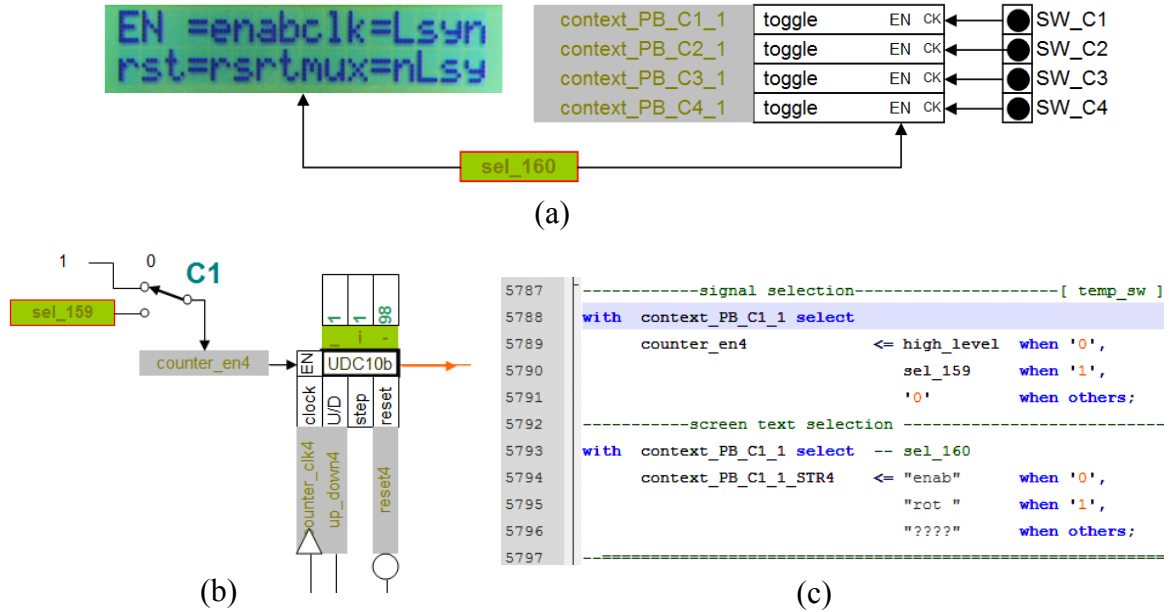 EN =enabclk=Lsyn
rst=rsrtmux=nLsy
context_PB_C1_1 toggle EN CK SW_C1
context_PB_C2_1 toggle SW_C2
context_PB_C3_1 toggle SW_C3
context_PB_C4_1 toggle EN CK SW_C4
sel_160
(a)
1 0
C1
sel_159
counter_en4
1 1 98
_ i -
EN UDC10b
clock U/D step reset
counter_clk4 up_down4 reset4
(b)
5787 ------------signal selection--------------------[ temp_sw ]
5788 with context_PB_C1_1 select
5789 counter_en4 <= high_level when '0',
5790 sel_159 when '1',
5791 '0' when others;
5792 -----------screen text selection --------------------------
5793 with context_PB_C1_1 select -- sel_160
5794 context_PB_C1_1_STR4 <= "enab" when '0',
5795 "rot " when '1',
5796 "????" when others;
5797 --=======================================================
(c)